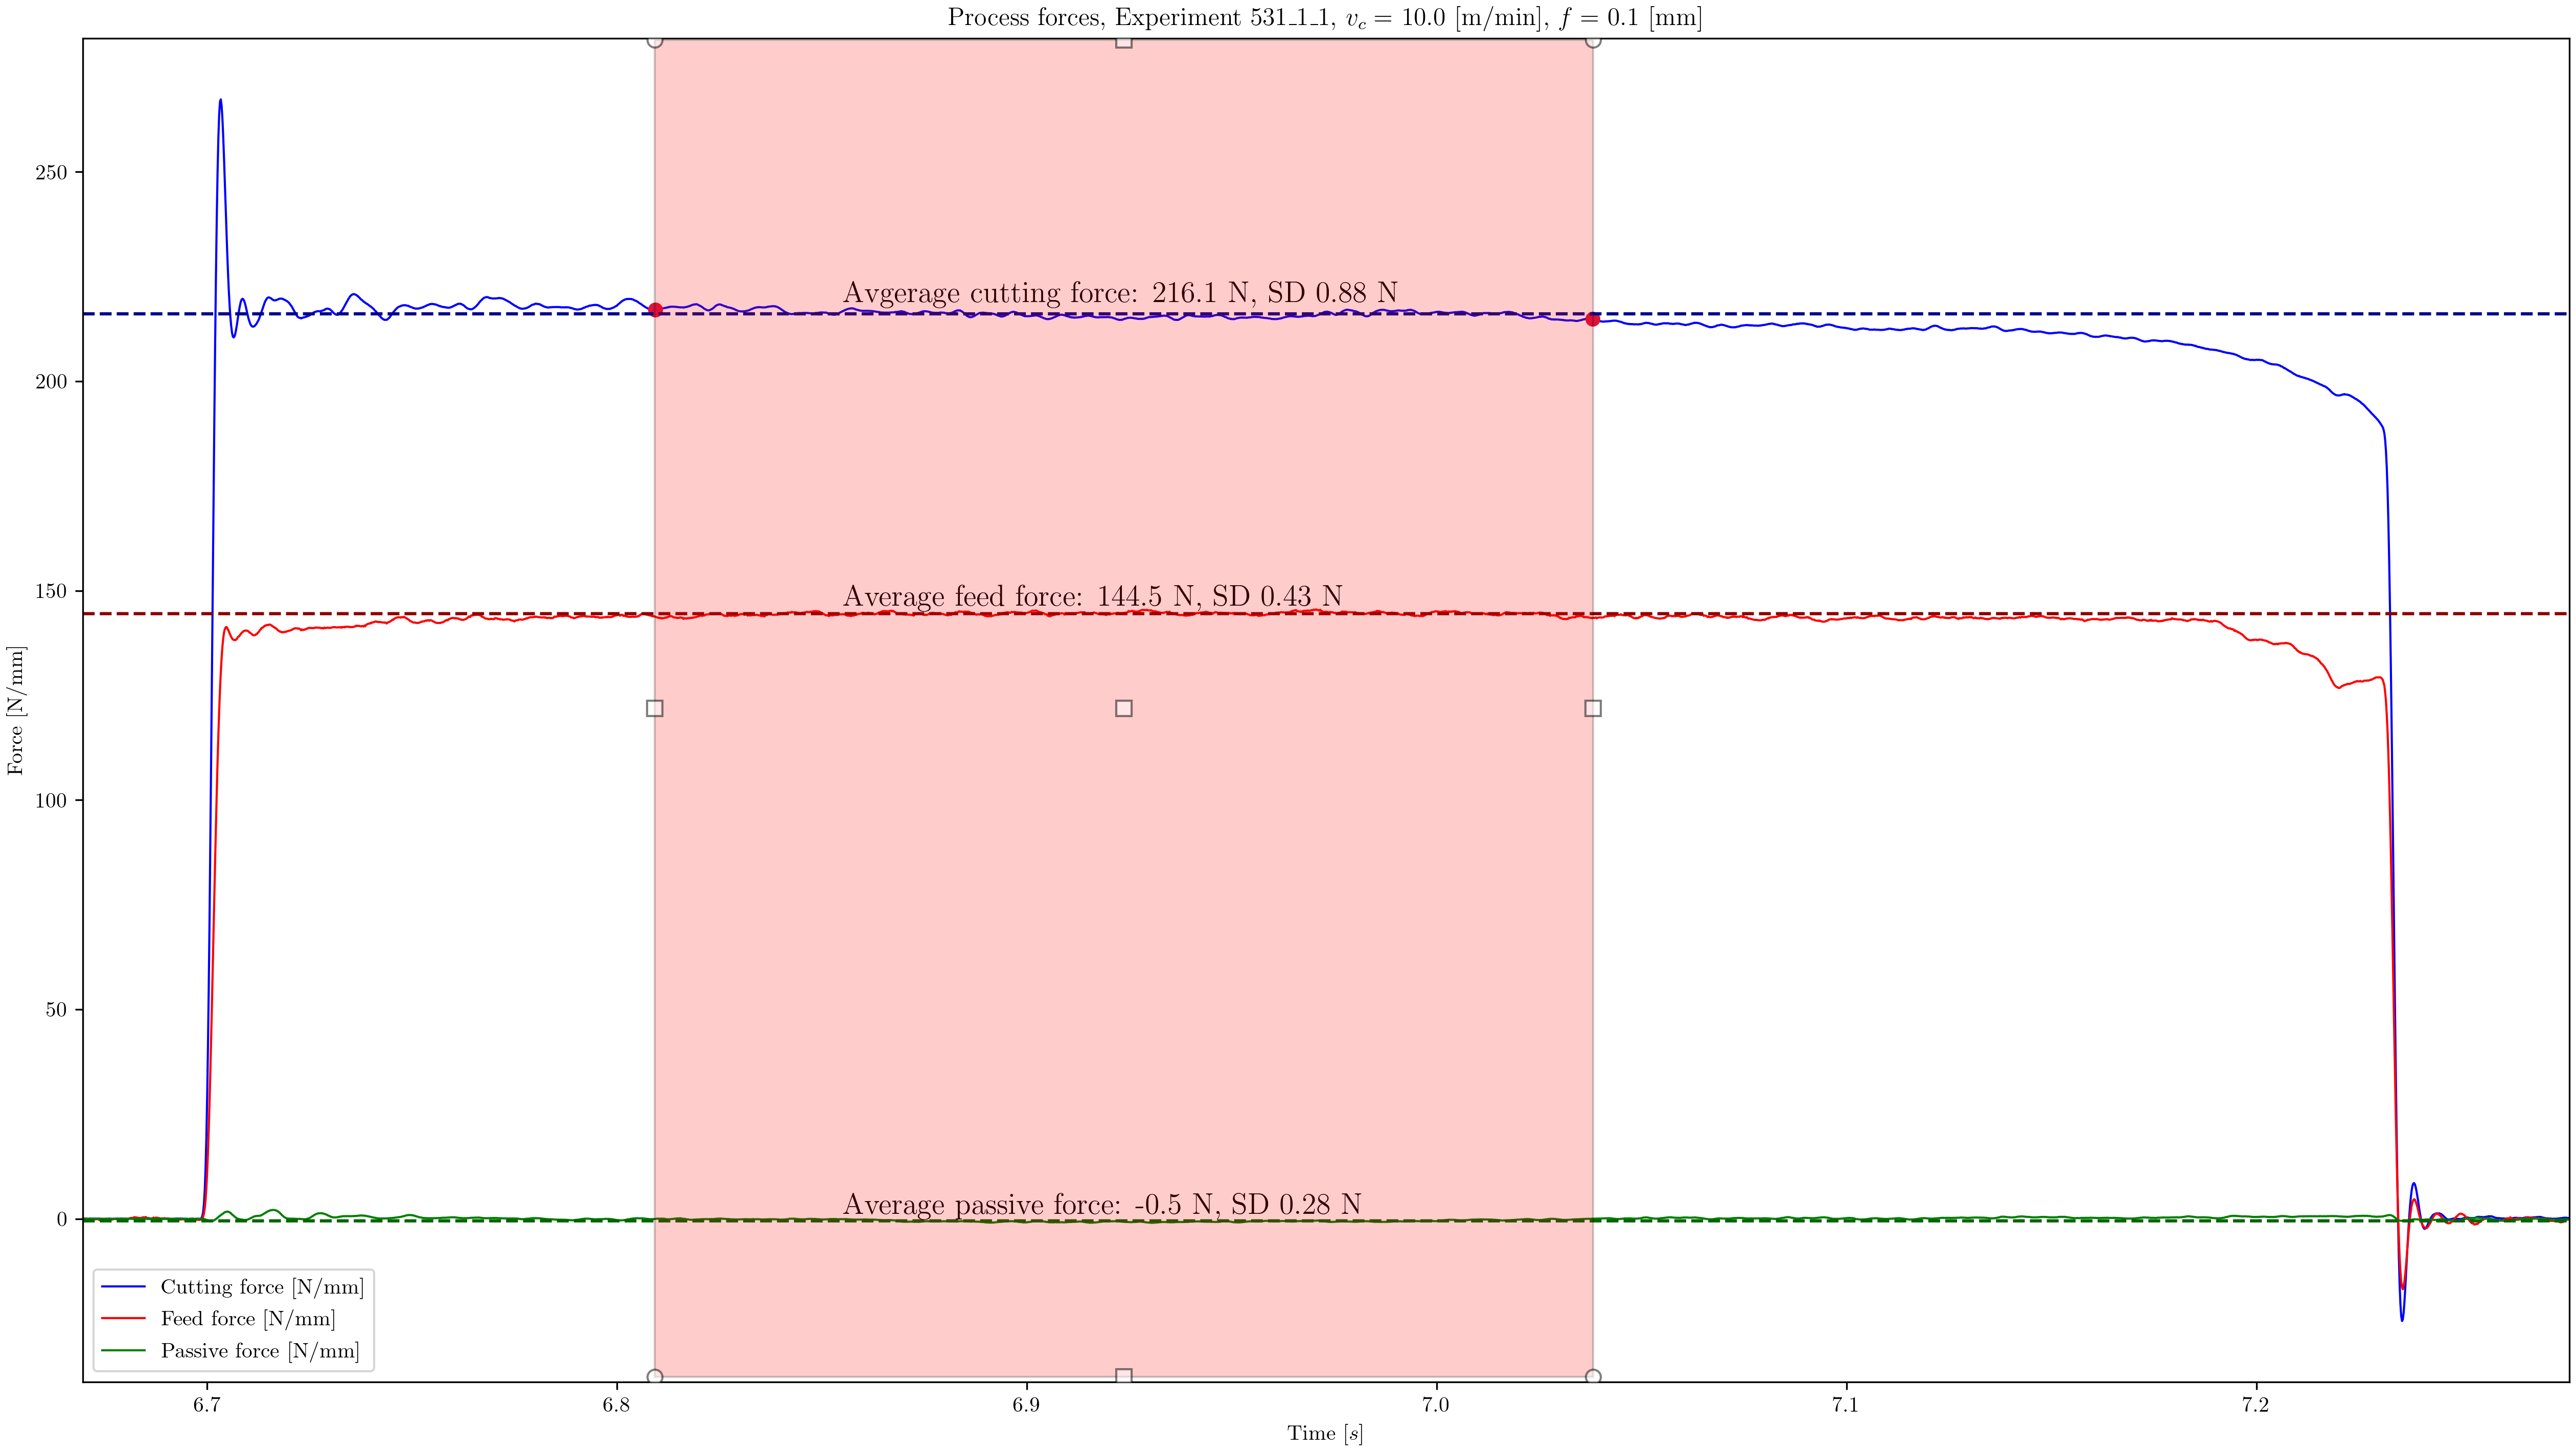 Process forces, Experiment 531_1_1, v_c = 10.0 [m/min], f = 0.1 [mm]
Force [N/mm]
250
200
150
100
50
0
Avgerage cutting force: 216.1 N, SD 0.88 N
Average feed force: 144.5 N, SD 0.43 N
Average passive force: -0.5 N, SD 0.28 N
Cutting force [N/mm]
Feed force [N/mm]
Passive force [N/mm]
6.7 6.8 6.9 7.0 7.1 7.2
Time [s]